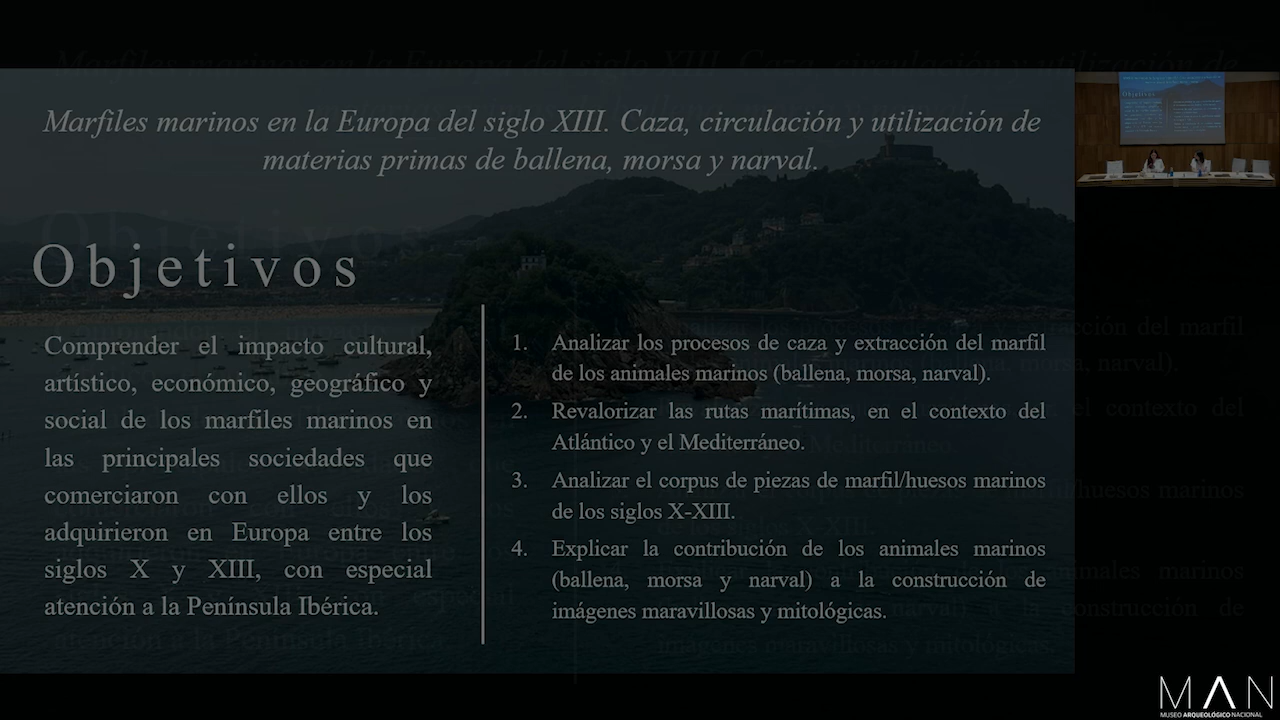 Marfiles marinos en la Europa del siglo XIII. Caza, circulación y utilización de
materias primas de ballena, morsa y narval.
Objetivos
Comprender el impacto cultural,
artístico, económico, geográfico y
social de los marfiles marinos en
las principales sociedades que
comerciaron con ellos y los
adquirieron en Europa entre los
siglos X y XIII, con especial
atención a la Península Ibérica.
1. Analizar los procesos de caza y extracción del marfil
de los animales marinos (ballena, morsa, narval).
2. Revalorizar las rutas marítimas, en el contexto del
Atlántico y el Mediterráneo.
3. Analizar el corpus de piezas de marfil/huesos marinos
de los siglos X-XIII.
4. Explicar la contribución de los animales marinos
(ballena, morsa y narval) a la construcción de
imágenes maravillosas y mitológicas.
Objetivos
MAN
MUSEO ARQUEOLÓGICO NACIONAL